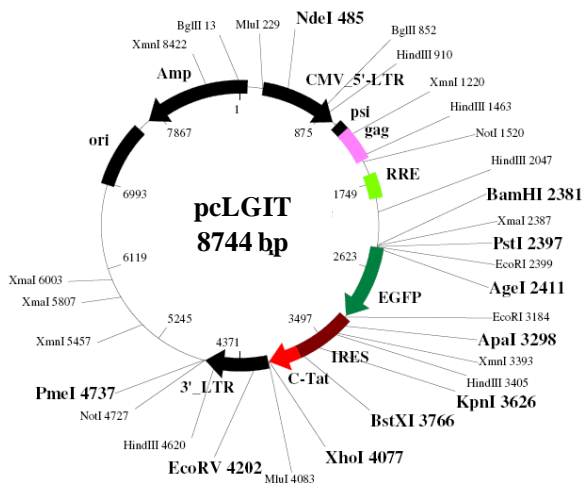 NdeI 485
MluI 229
BglII 13
BglII 852
XmnI 8422
HindIII 910
Amp
CMV_5'-LTR
XmnI 1220
psi
1
HindIII 1463
gag
7867
875
NotI 1520
ori
HindIII 2047
RRE
6993
1749
BamHI 2381
pcLGIT
XmaI 2387
8744 bp
PstI 2397
EcoRI 2399
6119
2623
AgeI 2411
XmaI 6003
EGFP
XmaI 5807
EcoRI 3184
5245
3497
ApaI 3298
XmnI 5457
4371
IRES
XmnI 3393
3'_LTR
C-Tat
HindIII 3405
PmeI 4737
KpnI 3626
NotI 4727
BstXI 3766
HindIII 4620
XhoI 4077
EcoRV 4202
MluI 4083